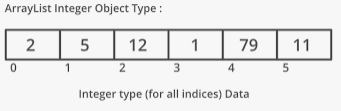 ArrayList Integer Object Type :
2 5 12 1 79 11
0 1 2 3 4 5
Integer type (for all indices) Data